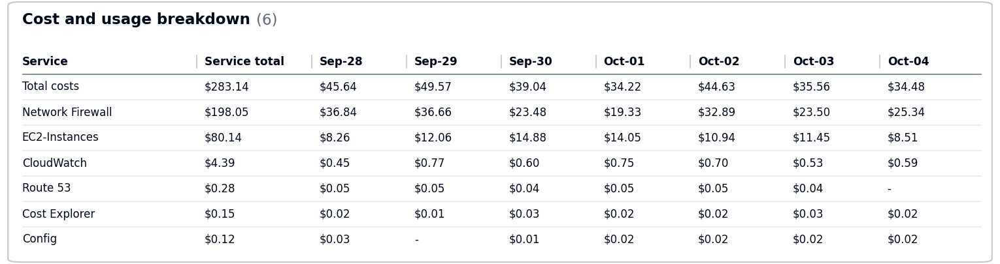 Cost and usage breakdown (6)
Service Service total Sep-28 Sep-29 Sep-30 Oct-01 Oct-02 Oct-03 Oct-04
Total costs $283.14 $45.64 $49.57 $39.04 $34.22 $44.63 $35.56 $34.48
Network Firewall $198.05 $36.84 $36.66 $23.48 $19.33 $32.89 $23.50 $25.34
EC2-Instances $80.14 $8.26 $12.06 $14.88 $14.05 $10.94 $11.45 $8.51
CloudWatch $4.39 $0.45 $0.77 $0.60 $0.75 $0.70 $0.53 $0.59
Route 53 $0.28 $0.05 $0.05 $0.04 $0.05 $0.05 $0.04 -
Cost Explorer $0.15 $0.02 $0.01 $0.03 $0.02 $0.02 $0.03 $0.02
Config $0.12 $0.03 - $0.01 $0.02 $0.02 $0.02 $0.02